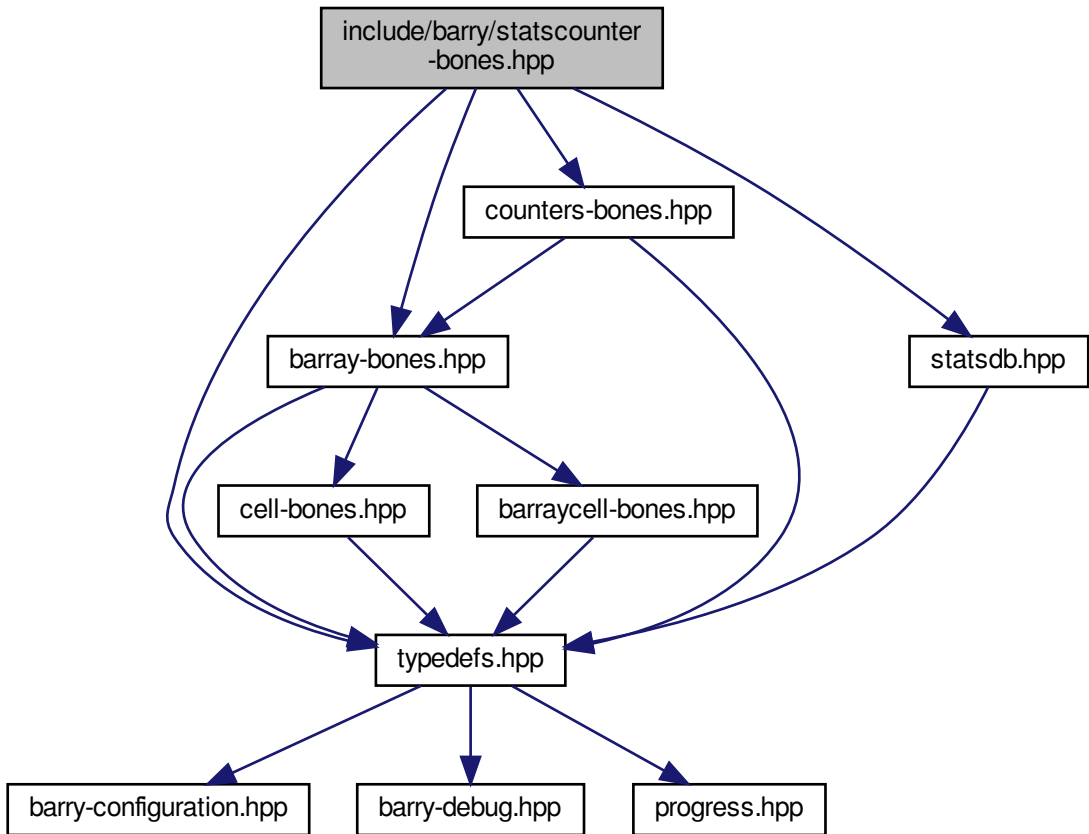 include/barry/statscounter
-bones.hpp
counters-bones.hpp
barray-bones.hpp
statsdb.hpp
cell-bones.hpp
barraycell-bones.hpp
typedefs.hpp
barry-configuration.hpp
barry-debug.hpp
progress.hpp